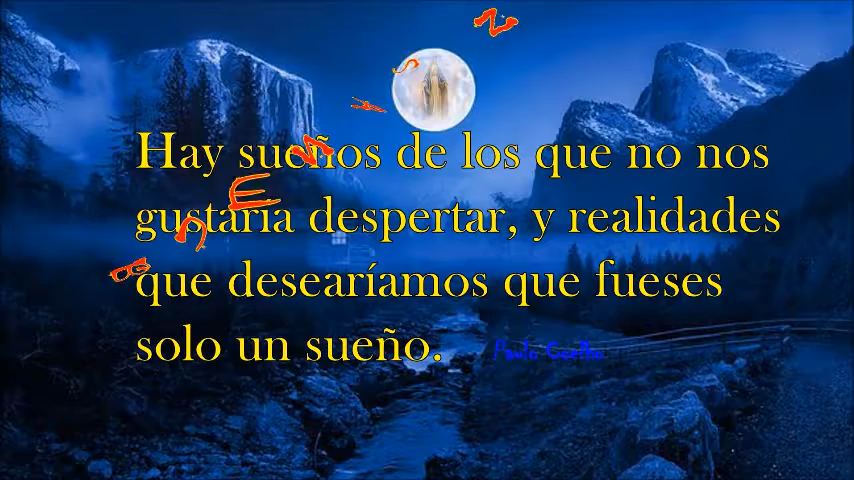 Hay sueños de los que no nos
gustaría despertar, y realidades
que desearíamos que fueses
solo un sueño.
Paulo Coelho